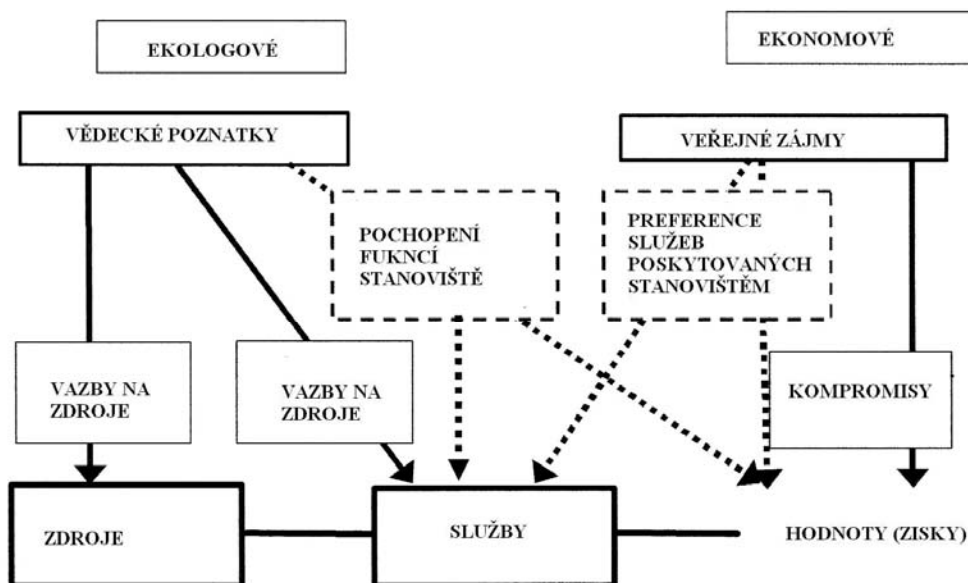 EKOLOGOVÉ
EKONOMOVÉ
VĚDECKÉ POZNATKY
VEŘEJNÉ ZÁJMY
POCHOPENÍ
FUKNCÍ
STANOVIŠTĚ
PREFERENCE
SLUŽEB
POSKYTOVANÝCH
STANOVIŠTĚM
VAZBY NA
ZDROJE
VAZBY NA
ZDROJE
KOMPROMISY
ZDROJE
SLUŽBY
HODNOTY (ZISKY)